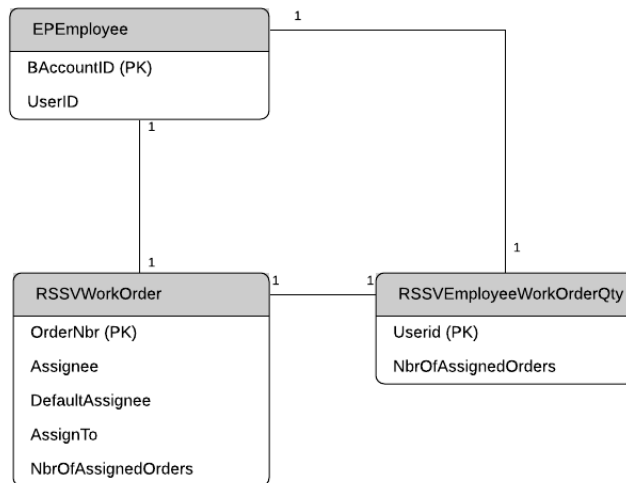 1
EPEmployee
BAccountID (PK)
UserID
1
1
1
RSSVWorkOrder
1
1
RSSVEmployeeWorkOrderQty
OrderNbr (PK)
Assignee
DefaultAssignee
AssignTo
NbrOfAssignedOrders
Userid (PK)
NbrOfAssignedOrders